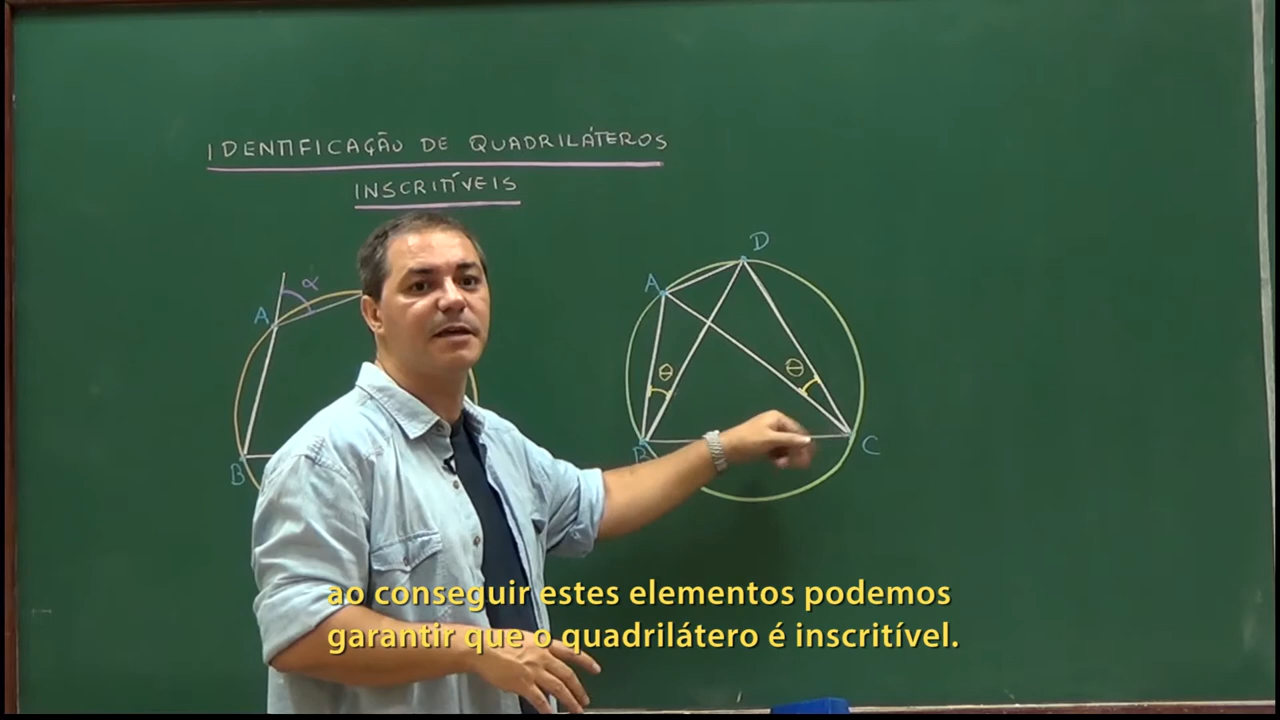 IDENTIFICAÇÃO DE QUADRILÁTEROS
INSCRITÍVEIS
α
A
B
D
A
θ
θ
B
C
ao conseguir estes elementos podemos
garantir que o quadrilátero é inscritível.